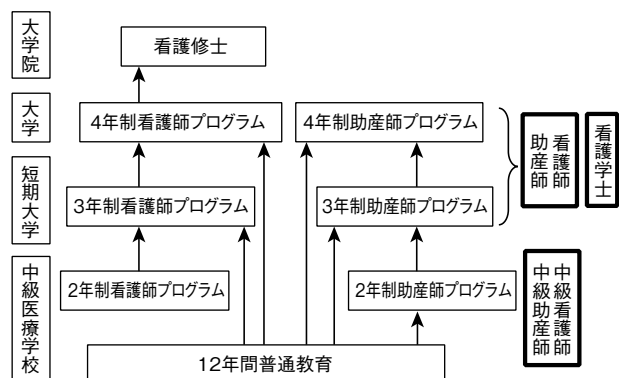 大学院
看護修士
大学
4年制看護師プログラム
4年制助産師プログラム
看護師
助産師
看護学士
短期大学
3年制看護師プログラム
3年制助産師プログラム
中級医療学校
2年制看護師プログラム
2年制助産師プログラム
中級看護師
中級助産師
12年間普通教育